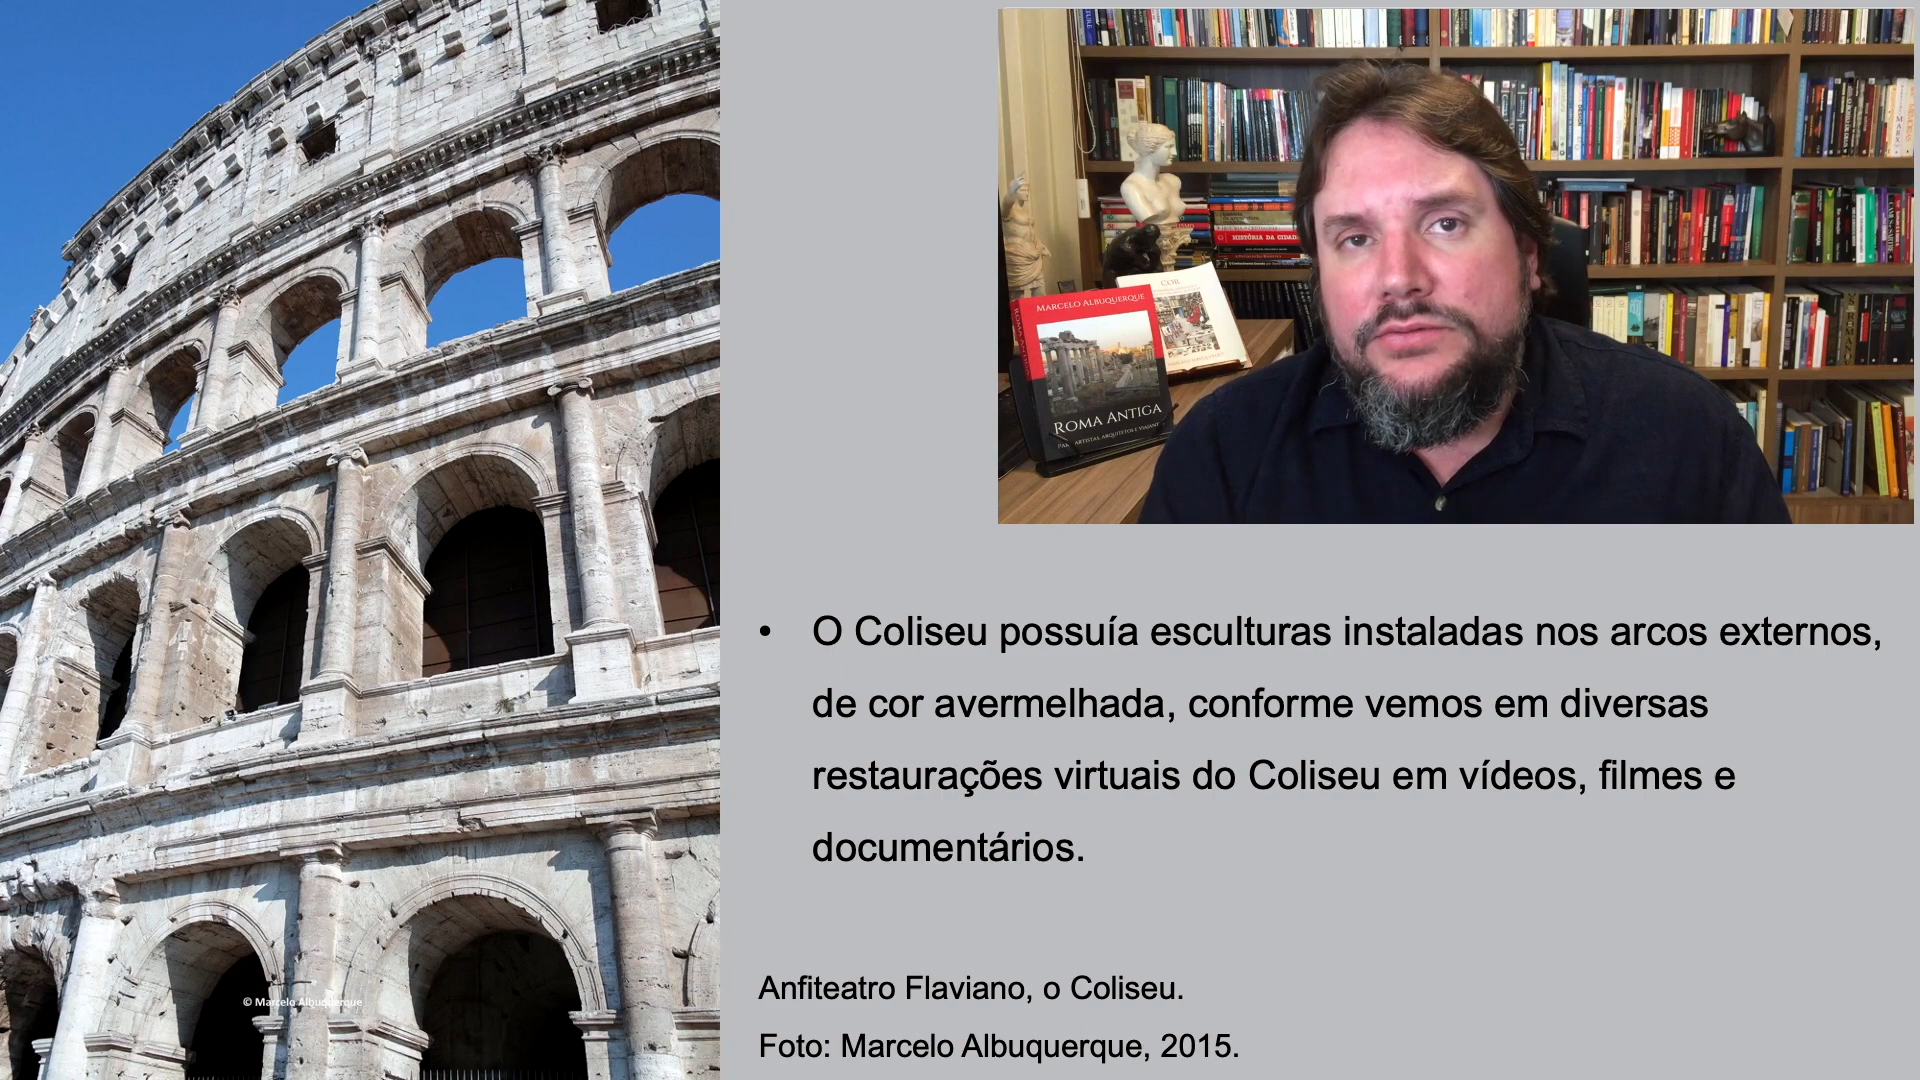 MARX
HISTÓRIA DA CIDADE
COR
MARCELO ALBUQUERQUE
ROMA ANTIGA
• O Coliseu possuía esculturas instaladas nos arcos externos,
de cor avermelhada, conforme vemos em diversas
restaurações virtuais do Coliseu em vídeos, filmes e
documentários.
© Marcelo Albuquerque
Anfiteatro Flaviano, o Coliseu.
Foto: Marcelo Albuquerque, 2015.